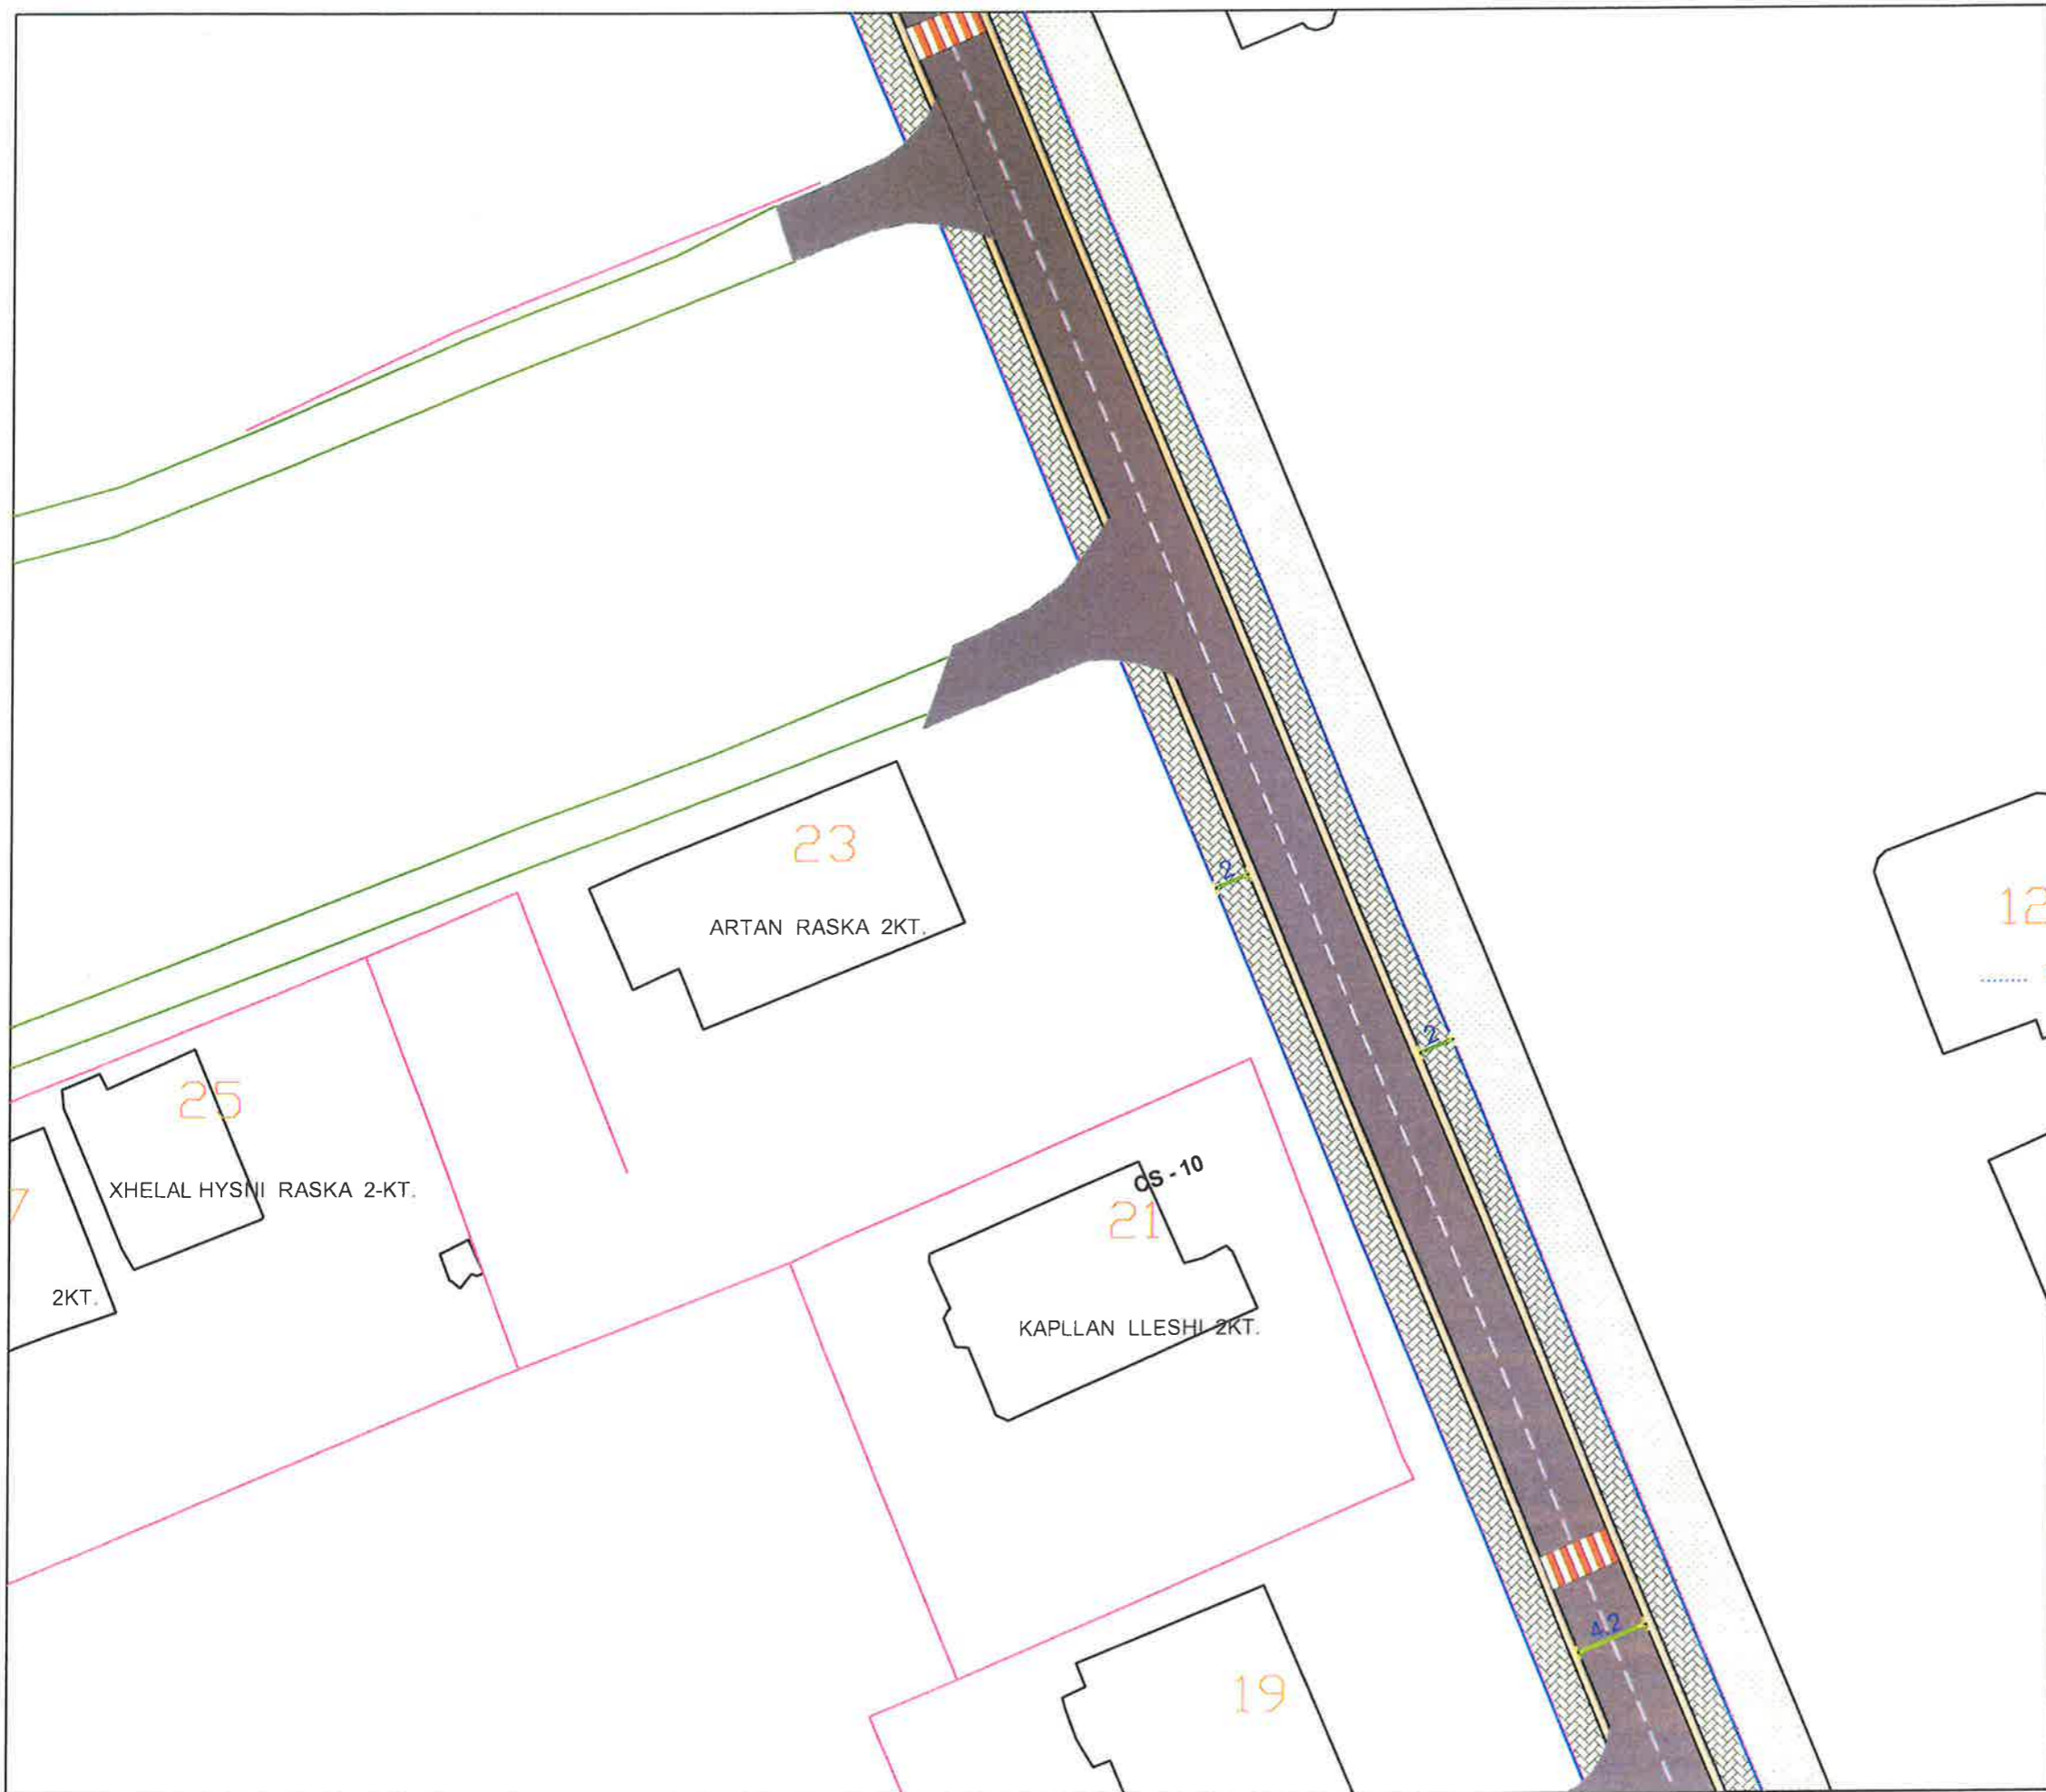 23
2
12
ARTAN RASKA 2KT.
2
25
CS - 10
XHELAL HYSNI RASKA 2-KT.
7
21
2KT.
KAPLLAN LLESHI 2KT.
4.2
19